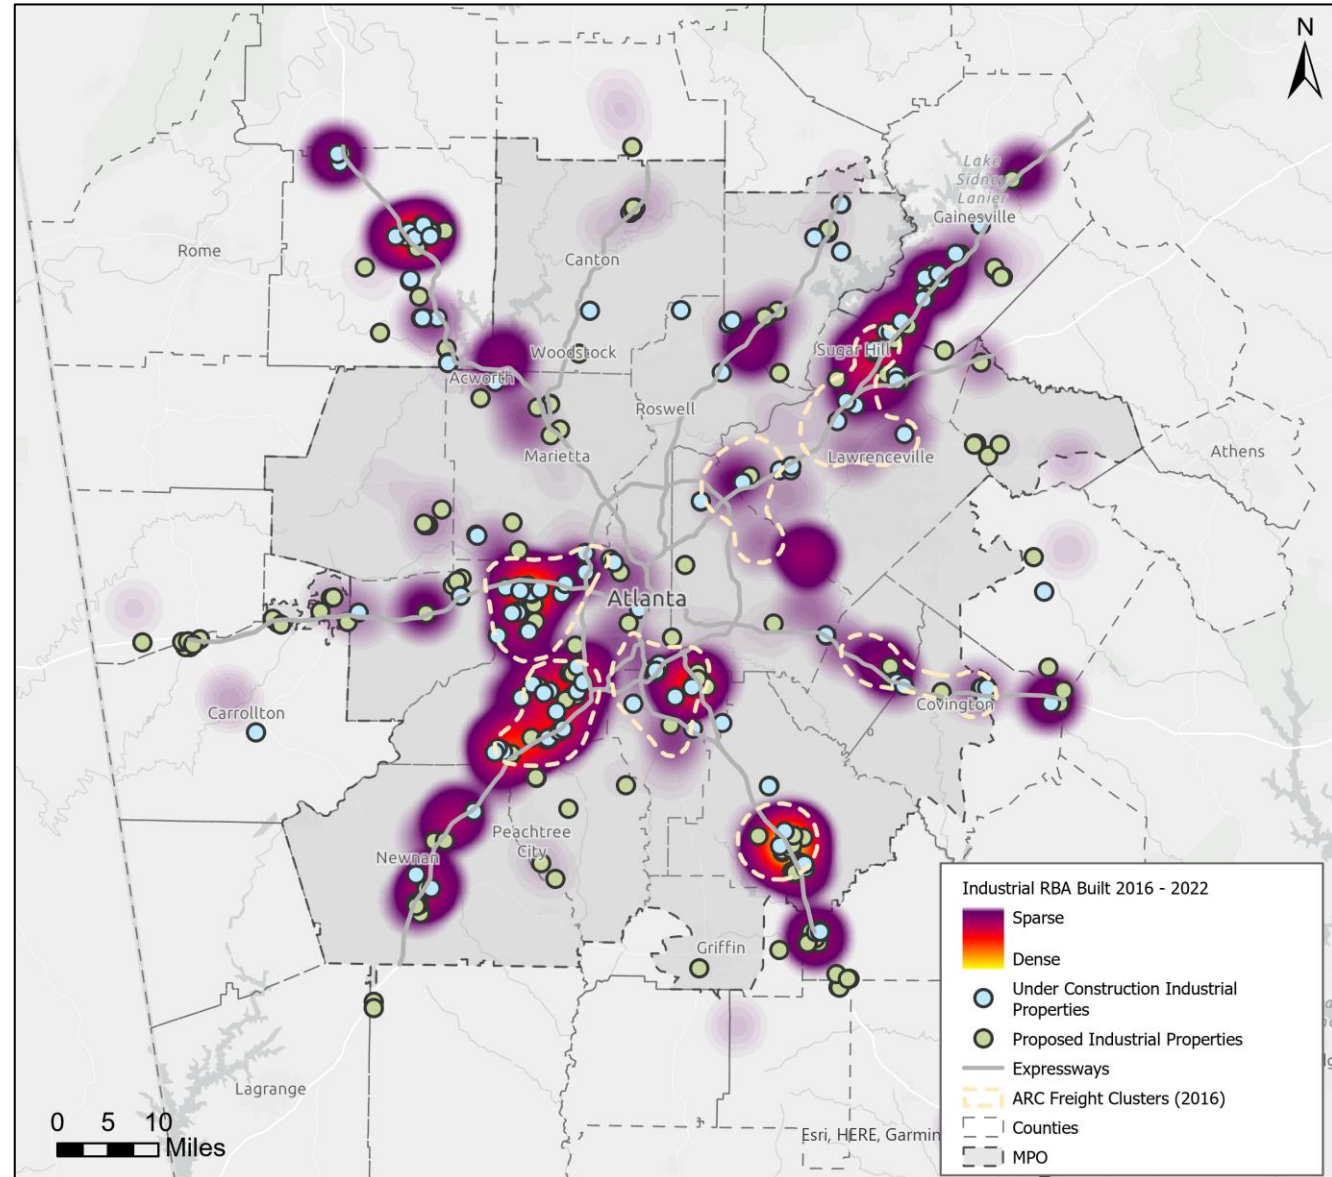 N
Lake
Sidney
Lanier
Gainesville
Rome
Canton
Sugar Hill
Woodstock
Acworth
Roswell
Athens
Marietta
Lawrenceville
Atlanta
Carrollton
Covington
Peachtree
City
Newnan
Griffin
Lagrange
0 5 10
Miles
Esri, HERE, Garmin
Industrial RBA Built 2016 - 2022
Sparse
Dense
Under Construction Industrial
Properties
Proposed Industrial Properties
Expressways
ARC Freight Clusters (2016)
Counties
MPO